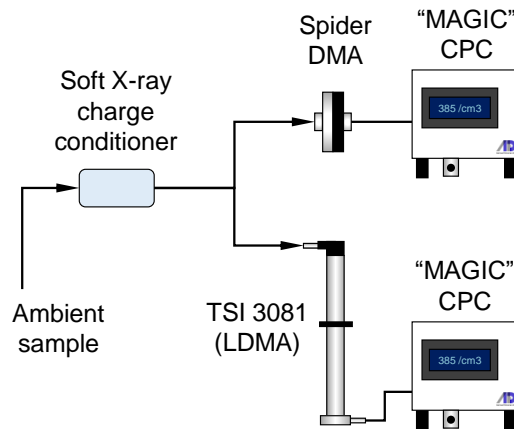 Spider
DMA
“MAGIC”
CPC
Soft X-ray
charge
conditioner
385 /cm3
Ambient
sample
TSI 3081
(LDMA)
“MAGIC”
CPC
385 /cm3